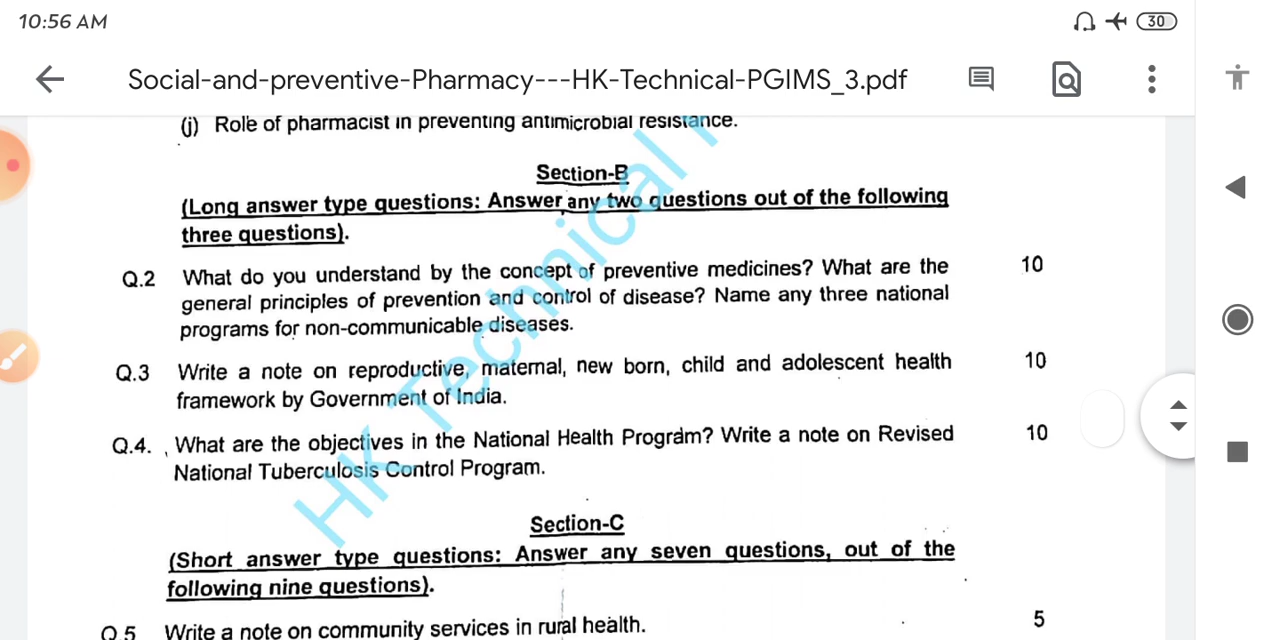 10:56 AM
30
Social-and-preventive-Pharmacy---HK-Technical-PGIMS_3.pdf
(j) Role of pharmacist in preventing antimicrobial resistance.
Section-B
(Long answer type questions: Answer any two questions out of the following
three questions).
Q.2 What do you understand by the concept of preventive medicines? What are the 10
general principles of prevention and control of disease? Name any three national
programs for non-communicable diseases.
Q.3 Write a note on reproductive, maternal, new born, child and adolescent health 10
framework by Government of India.
Q.4. What are the objectives in the National Health Program? Write a note on Revised 10
National Tuberculosis Control Program.
Section-C
(Short answer type questions: Answer any seven questions, out of the
following nine questions).
Q.5 Write a note on community services in rural health. 5
HK Technical